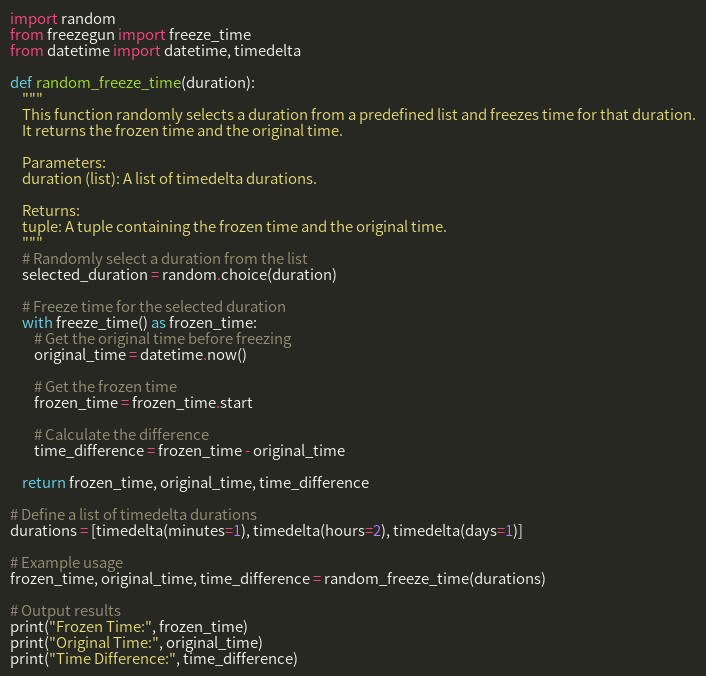 import random
from freezegun import freeze_time
from datetime import datetime, timedelta

def random_freeze_time(duration):
    """
    This function randomly selects a duration from a predefined list and freezes time for that duration.
    It returns the frozen time and the original time.

    Parameters:
    duration (list): A list of timedelta durations.

    Returns:
    tuple: A tuple containing the frozen time and the original time.
    """
    # Randomly select a duration from the list
    selected_duration = random.choice(duration)

    # Freeze time for the selected duration
    with freeze_time() as frozen_time:
        # Get the original time before freezing
        original_time = datetime.now()

        # Get the frozen time
        frozen_time = frozen_time.start

        # Calculate the difference
        time_difference = frozen_time - original_time

    return frozen_time, original_time, time_difference

# Define a list of timedelta durations
durations = [timedelta(minutes=1), timedelta(hours=2), timedelta(days=1)]

# Example usage
frozen_time, original_time, time_difference = random_freeze_time(durations)

# Output results
print("Frozen Time:", frozen_time)
print("Original Time:", original_time)
print("Time Difference:", time_difference)